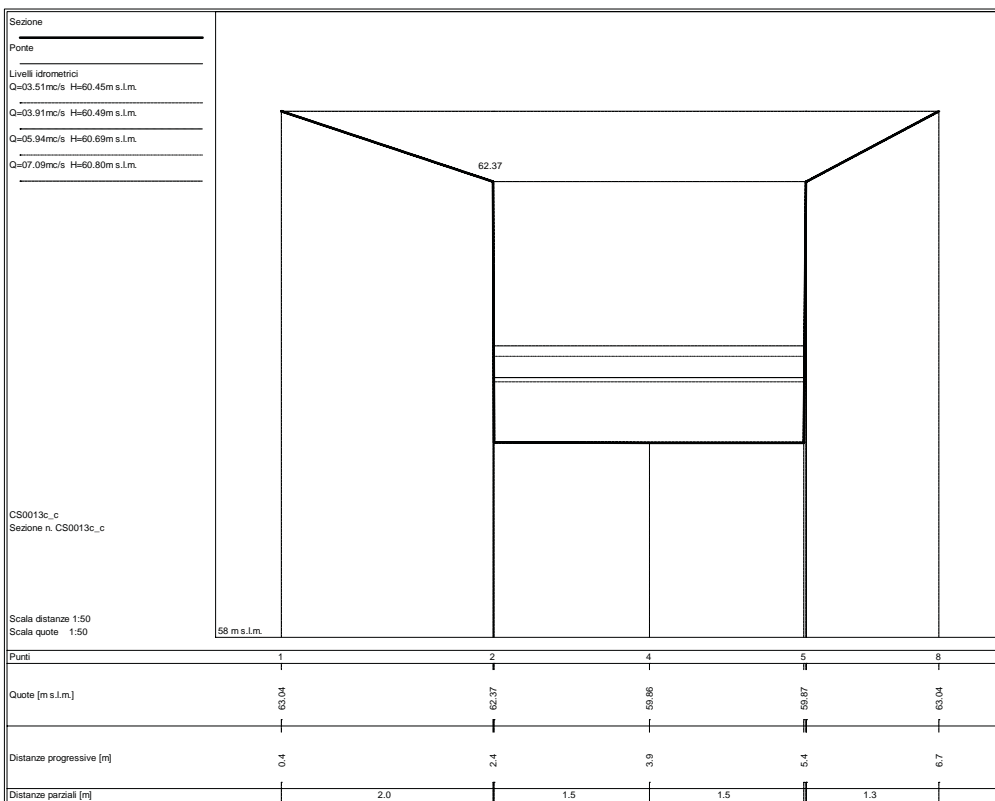 Sezione
Ponte
Livelli idrometrici
Q=03.51mc/s H=60.45m s.l.m.
Q=03.91mc/s H=60.49m s.l.m.
Q=05.94mc/s H=60.69m s.l.m.
Q=07.09mc/s H=60.80m s.l.m.
62.37
CS0013c_c
Sezione n. CS0013c_c
Scala distanze 1:50
Scala quote 1:50
58 m s.l.m.
Punti 1 2 4 5 8
Quote [m s.l.m.] 63.04 62.37 59.86 59.87 63.04
Distanze progressive [m] 0.4 2.4 3.9 5.4 6.7
Distanze parziali [m] 2.0 1.5 1.5 1.3